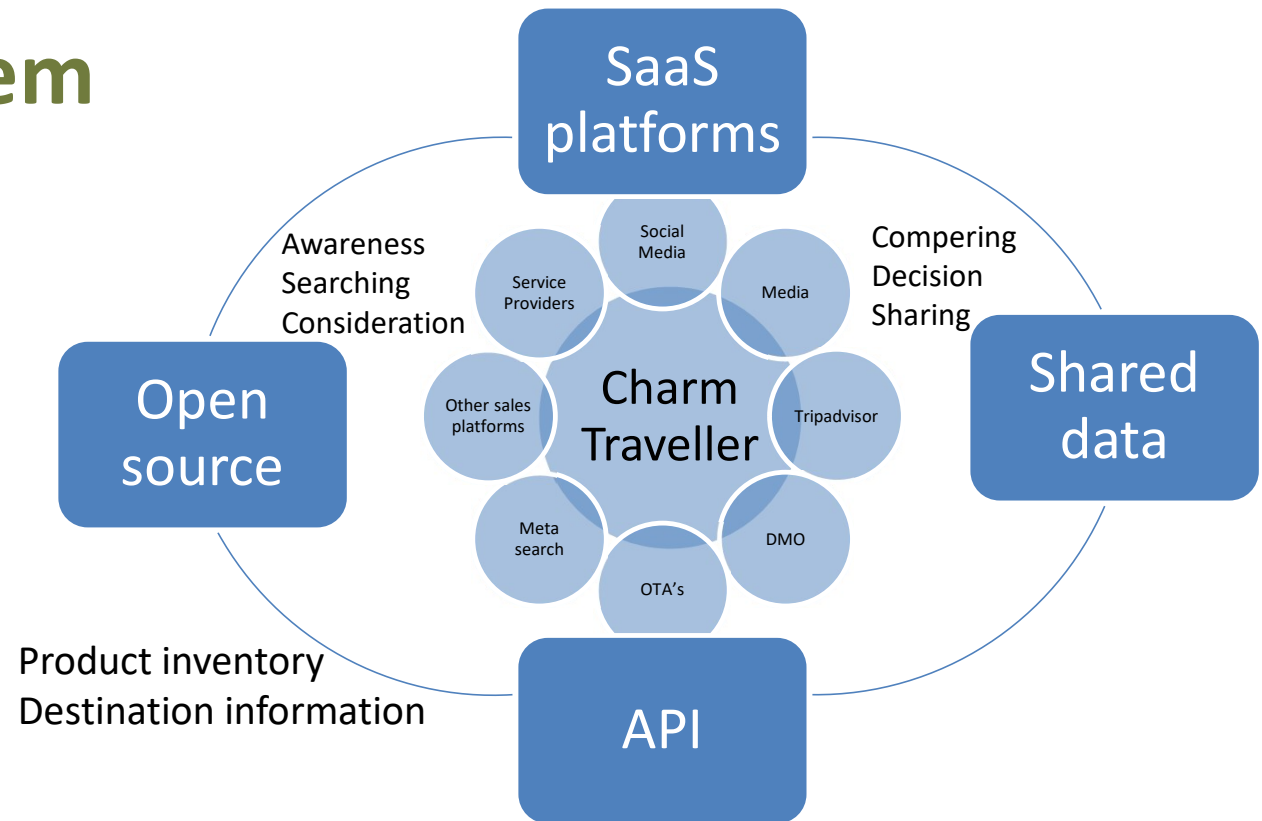 em
SaaS
platforms
Awareness
Searching
Consideration
Social
Media
Compering
Decision
Sharing
Service
Providers
Media
Open
source
Other sales
platforms
Charm
Traveller
Tripadvisor
Shared
data
Meta
search
DMO
OTA's
Product inventory
Destination information
API